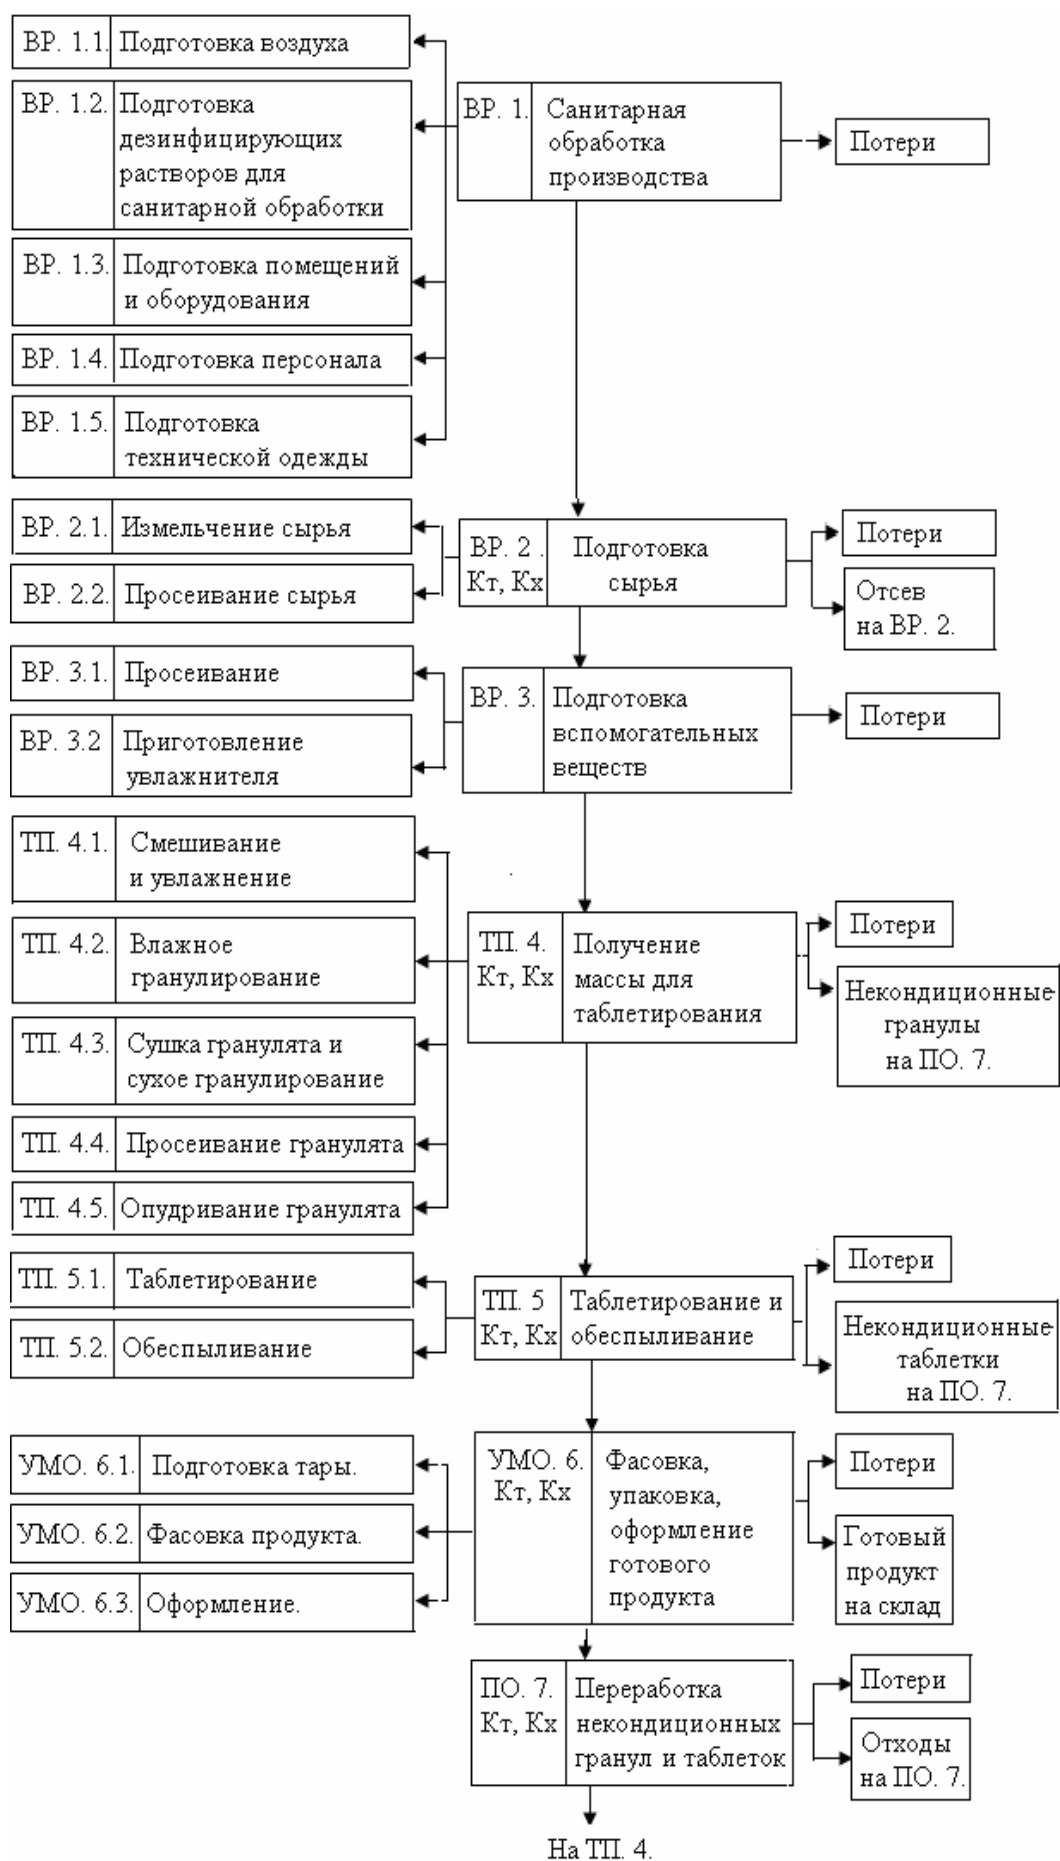 ВР. 1.1. Подготовка воздуха
ВР. 1.2. Подготовка
дезинфицирующих
растворов для
санитарной обработки
ВР. 1. Санитарная
обработка
производства
Потери
ВР. 1.3. Подготовка помещений
и оборудования
ВР. 1.4. Подготовка персонала
ВР. 1.5. Подготовка
технической одежды
ВР. 2.1. Измельчение сырья
ВР. 2.2. Просеивание сырья
ВР. 2 . Подготовка
Кт, Кх сырья
Потери
Отсев
на ВР. 2.
ВР. 3.1. Просеивание
ВР. 3.2 Приготовление
увлажнителя
ВР. 3. Подготовка
вспомогательных
веществ
Потери
ТП. 4.1. Смешивание
и увлажнение
ТП. 4.2. Влажное
гранулирование
ТП. 4.3. Сушка гранулята и
сухое гранулирование
ТП. 4.4. Просеивание гранулята
ТП. 4.5. Опудривание гранулята
ТП. 4. Получение
Кт, Кх массы для
таблетирования
Потери
Некондиционные
гранулы
на ПО. 7.
ТП. 5.1. Таблетирование
ТП. 5.2. Обеспыливание
ТП. 5 Таблетирование и
Кт, Кх обеспыливание
Потери
Некондиционные
таблетки
на ПО. 7.
УМО. 6.1. Подготовка тары.
УМО. 6.2. Фасовка продукта.
УМО. 6.3. Оформление.
УМО. 6. Фасовка,
Кт, Кх упаковка,
оформление
готового
продукта
Потери
Готовый
продукт
на склад
ПО. 7. Переработка
Кт, Кх некондиционных
гранул и таблеток
Потери
Отходы
на ПО. 7.
На ТП. 4.